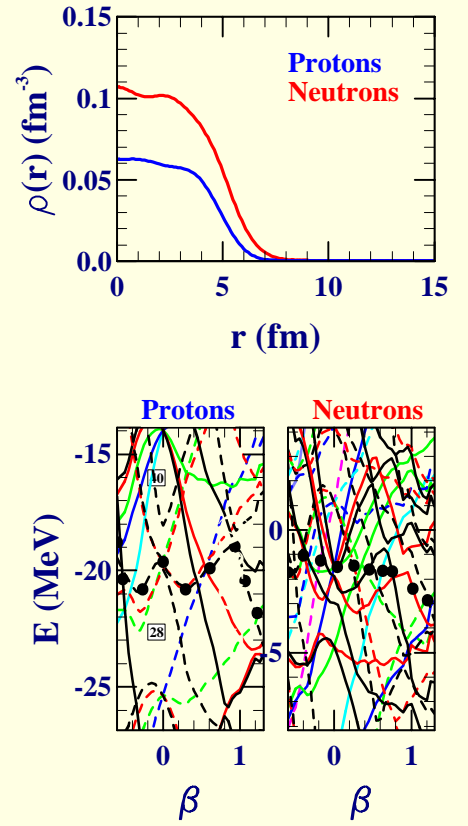 0.15
Protons
Neutrons
0.1
ρ(r) (fm-3)
0.05
0.0
0 5 10 15
r (fm)
Protons Neutrons
-15
40
0
E (MeV)
-20
28
-5
-25
0 1 0 1
β β